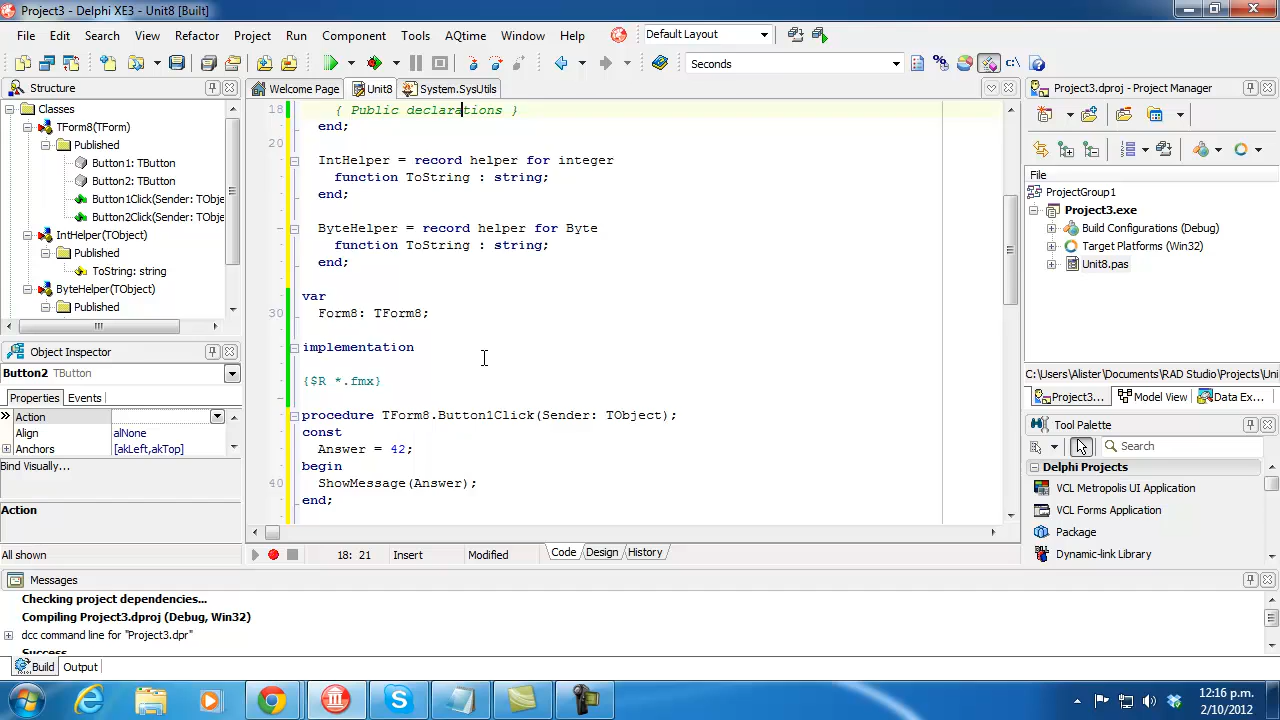 Project3 - Delphi XE3 - Unit8 [Built]
File Edit Search View Refactor Project Run Component Tools AQtime Window Help
Default Layout
Seconds
Structure
Classes
TForm8(TForm)
Published
Button1: TButton
Button2: TButton
Button1Click(Sender: TObje
Button2Click(Sender: TObje
IntHelper(TObject)
Published
ToString: string
ByteHelper(TObject)
Published
Object Inspector
Button2 TButton
Properties Events
Action
Align alNone
Anchors [akLeft,akTop]
Bind Visually...
Action
All shown
Welcome Page Unit8 System.SysUtils
18 { Public declarations }
end;
20
IntHelper = record helper for integer
function ToString : string;
end;
ByteHelper = record helper for Byte
function ToString : string;
end;
var
30 Form8: TForm8;
implementation
{$R *.fmx}
procedure TForm8.Button1Click(Sender: TObject);
const
Answer = 42;
begin
40 ShowMessage(Answer);
end;
18: 21 Insert Modified Code Design History
Project3.dproj - Project Manager
File
ProjectGroup1
Project3.exe
Build Configurations (Debug)
Target Platforms (Win32)
Unit8.pas
C:\Users\Alister\Documents\RAD Studio\Projects\Uni
Project3... Model View Data Ex...
Tool Palette
Search
Delphi Projects
VCL Metropolis UI Application
VCL Forms Application
Package
Dynamic-link Library
Messages
Checking project dependencies...
Compiling Project3.dproj (Debug, Win32)
dcc command line for "Project3.dpr"
Success
Build Output
12:16 p.m.
2/10/2012